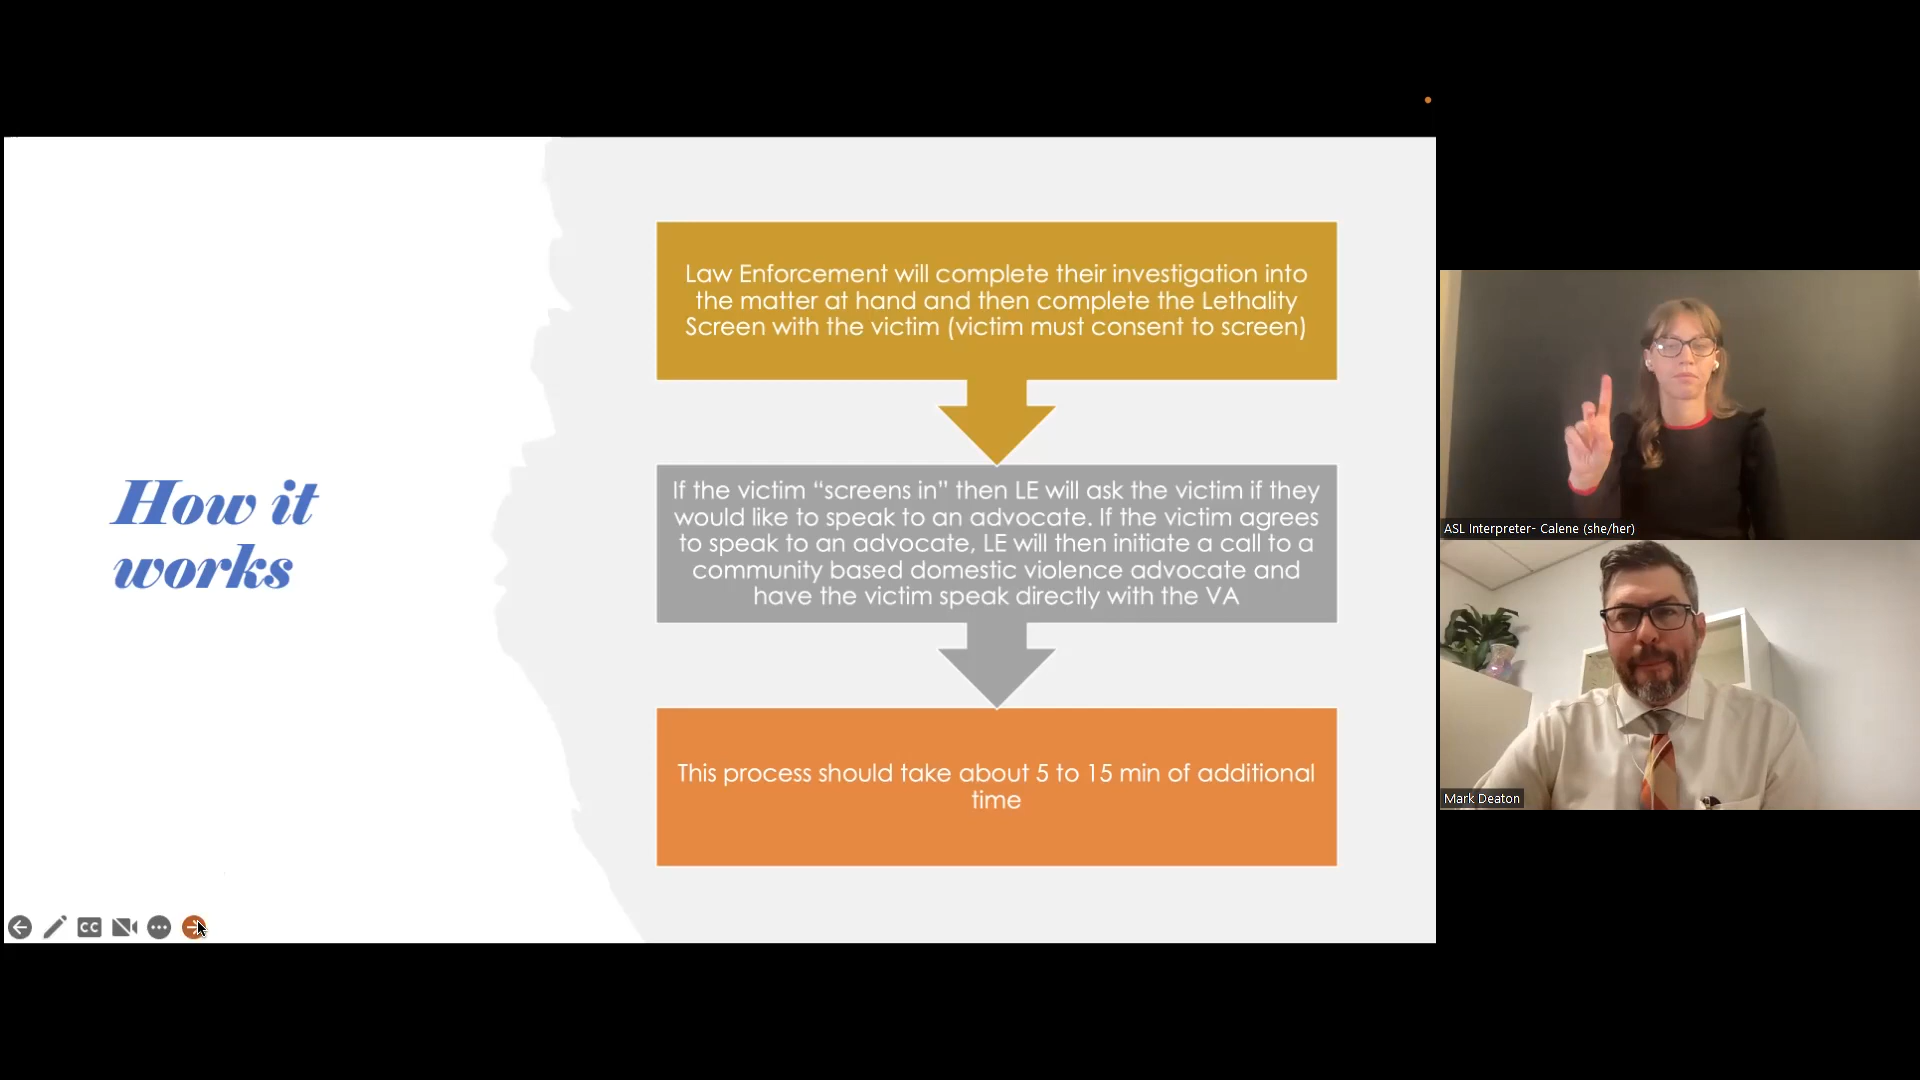 How it
works
Law Enforcement will complete their investigation into
the matter at hand and then complete the Lethality
Screen with the victim (victim must consent to screen)
If the victim “screens in” then LE will ask the victim if they
would like to speak to an advocate. If the victim agrees
to speak to an advocate, LE will then initiate a call to a
community based domestic violence advocate and
have the victim speak directly with the VA
This process should take about 5 to 15 min of additional
time
CC
ASL Interpreter- Calene (she/her)
Mark Deaton